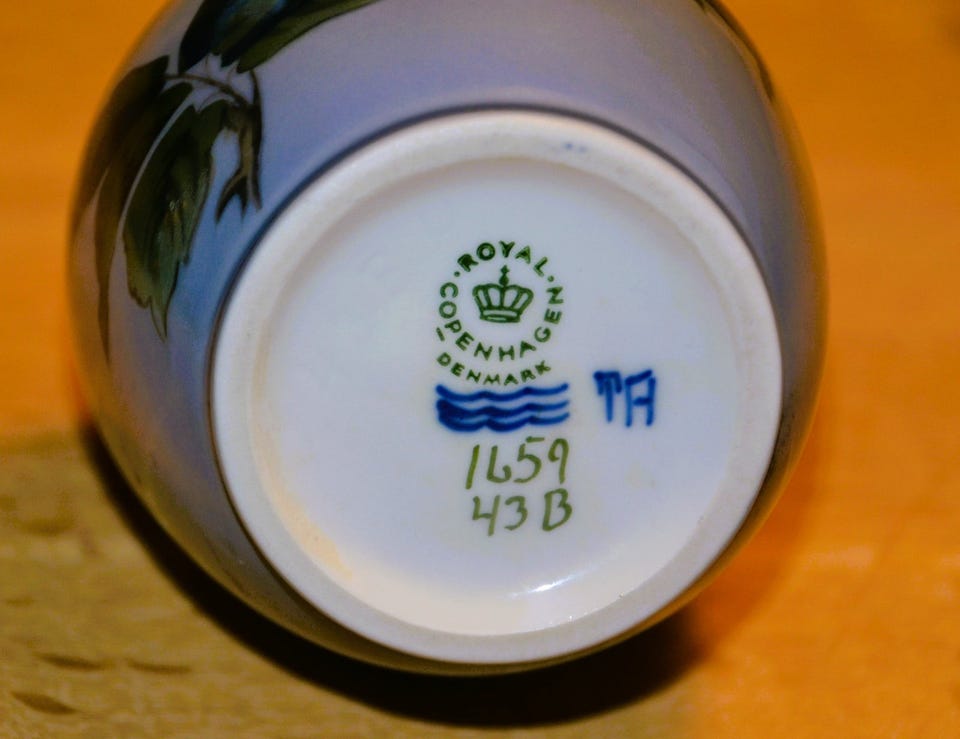 ROYAL
COPENHAGEN
DENMARK
TA
1659
43B